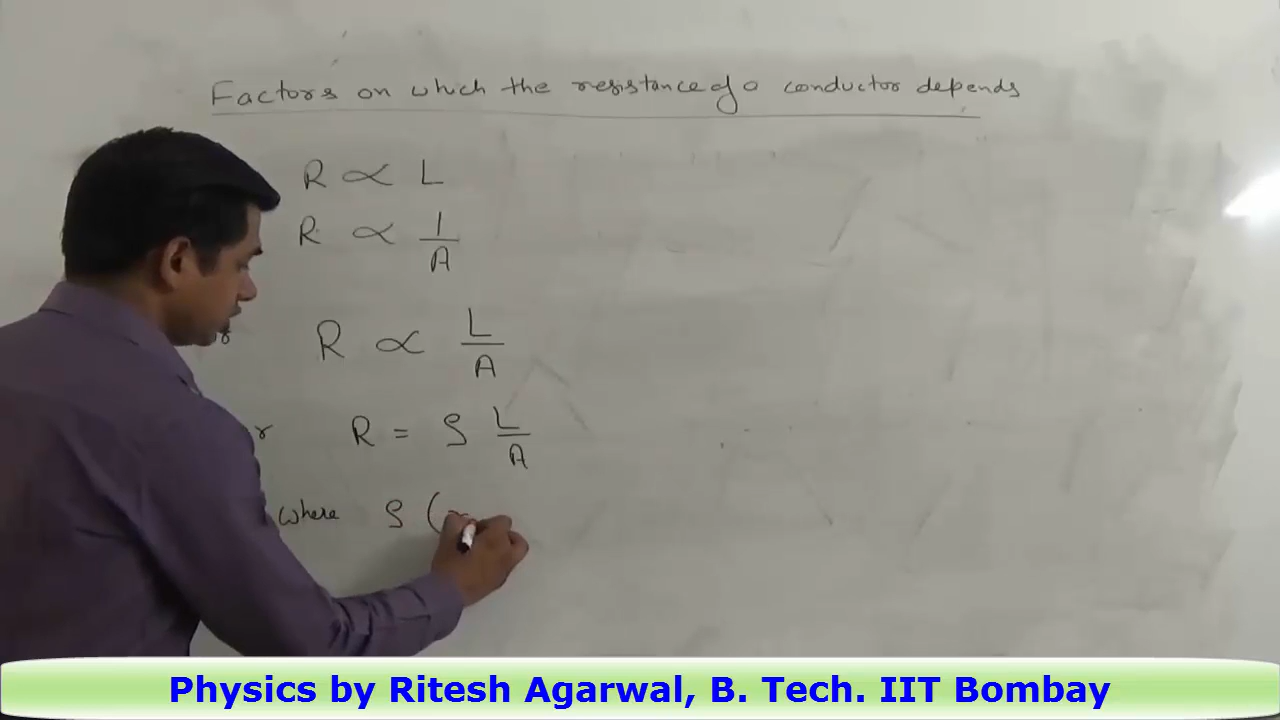 Factors on which the resistance of a conductor depends
R ∝ L
R ∝ 1/A
R ∝ L/A
R = ρ L/A
where ρ (
Physics by Ritesh Agarwal, B. Tech. IIT Bombay